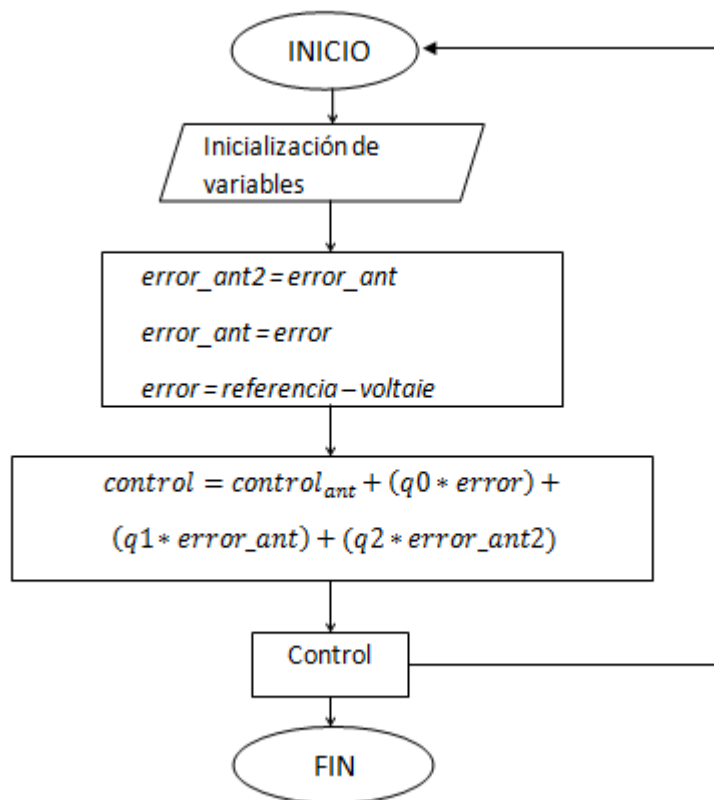 INICIO
Inicialización de
variables
error_ant2 = error_ant
error_ant = error
error = referencia – voltaie
control = control_ant + (q0 * error) +
(q1 * error_ant) + (q2 * error_ant2)
Control
FIN